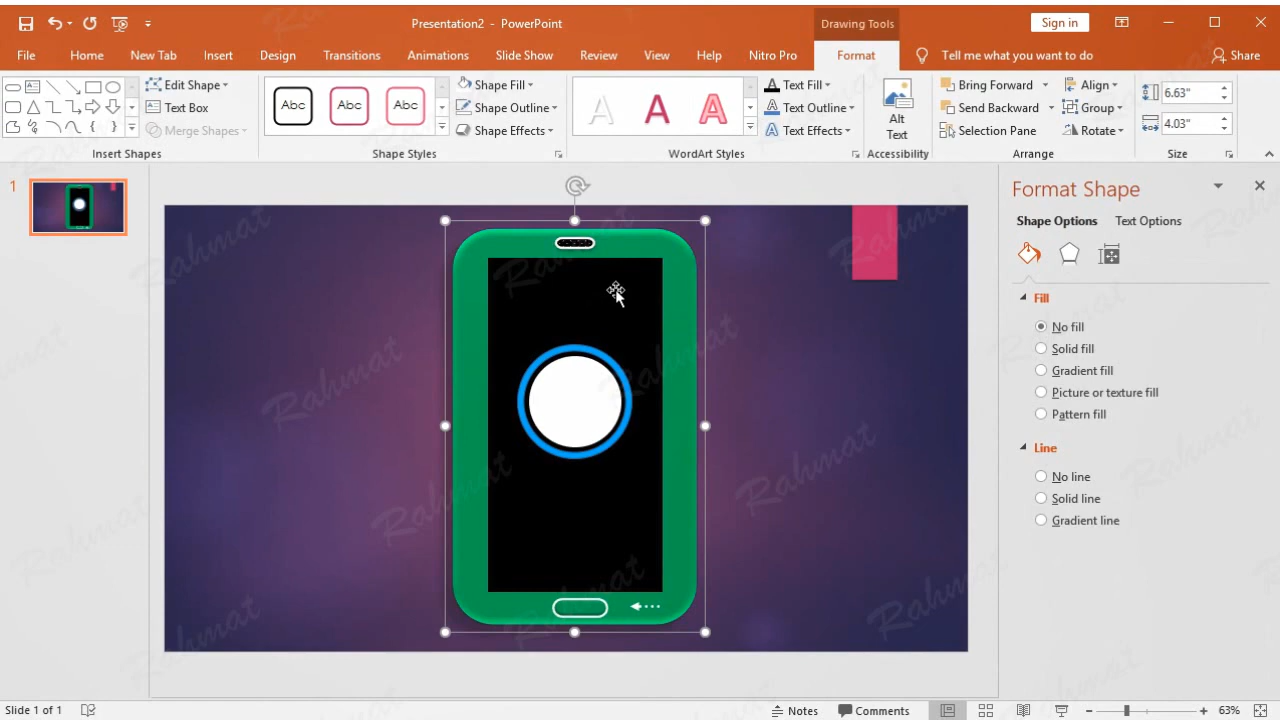 Presentation2 - PowerPoint
Drawing Tools
Sign in
File Home New Tab Insert Design Transitions Animations Slide Show Review View Help Nitro Pro Format Tell me what you want to do Share
Edit Shape
Text Box
Merge Shapes
Insert Shapes
Abc Abc Abc
Shape Fill
Shape Outline
Shape Effects
Shape Styles
A A A
Text Fill
Text Outline
Text Effects
WordArt Styles
Alt
Text
Accessibility
Bring Forward
Send Backward
Selection Pane
Align
Group
Rotate
Arrange
6.63"
4.03"
Size
1
Format Shape
Shape Options Text Options
Fill
No fill
Solid fill
Gradient fill
Picture or texture fill
Pattern fill
Line
No line
Solid line
Gradient line
Rahmat
Slide 1 of 1
Notes Comments 63%